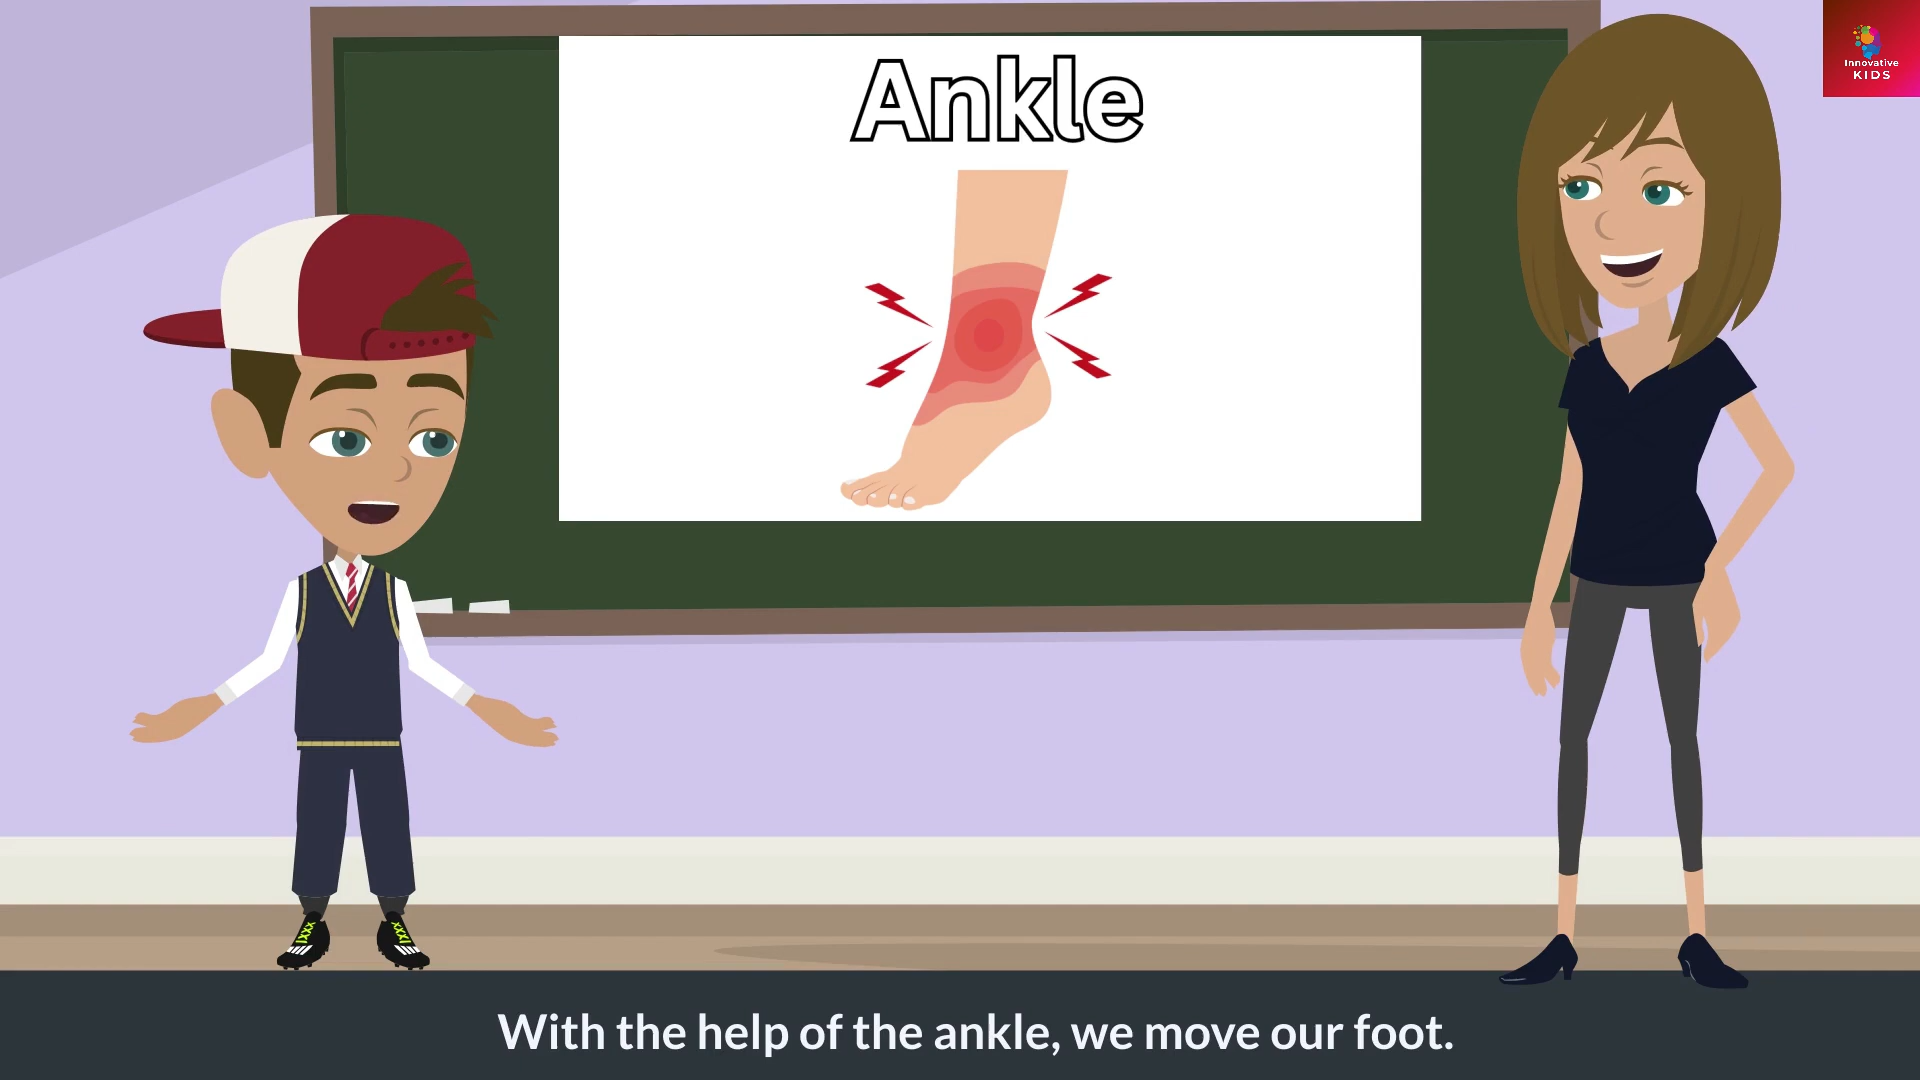 Ankle
Innovative
KIDS
With the help of the ankle, we move our foot.